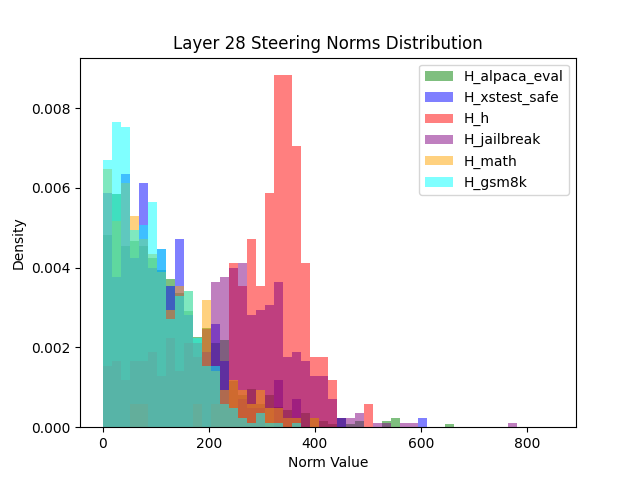 Layer 28 Steering Norms Distribution
H_alpaca_eval
H_xstest_safe
H_h
H_jailbreak
H_math
H_gsm8k
Density
0.008
0.006
0.004
0.002
0.000
0
200
400
600
800
Norm Value